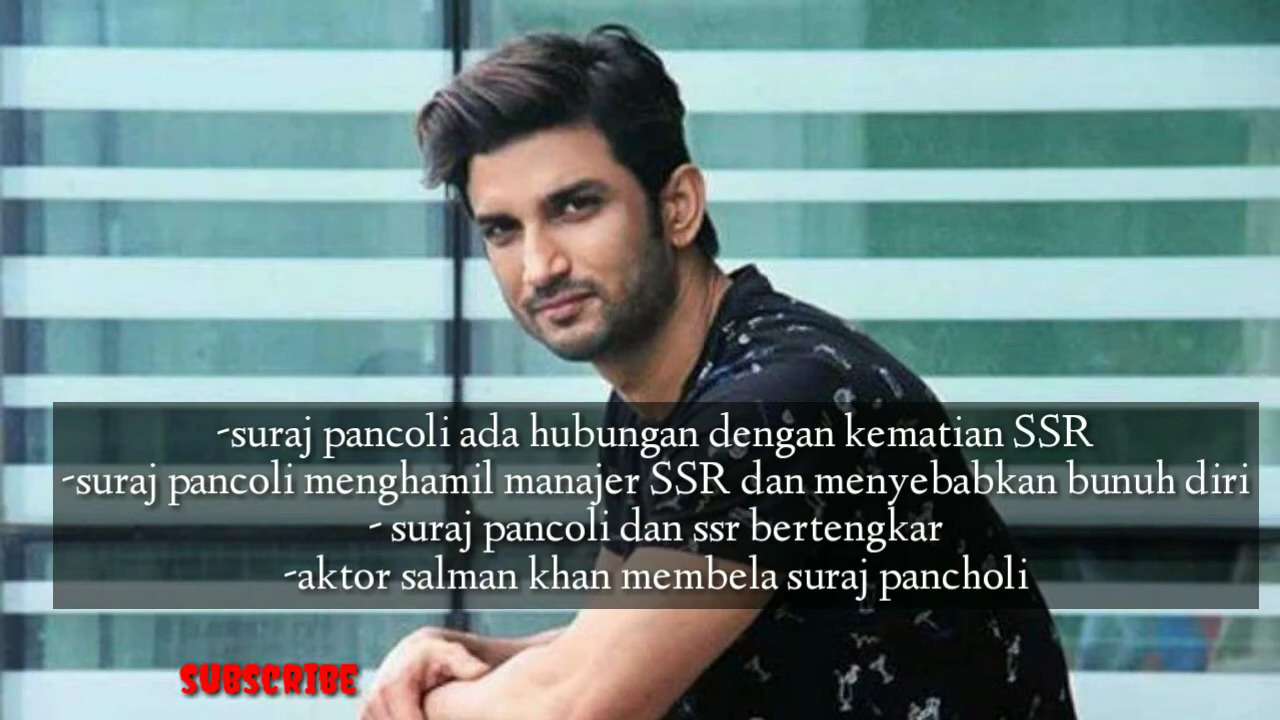 -suraj pancoli ada hubungan dengan kematian SSR
-suraj pancoli menghamil manajer SSR dan menyebabkan bunuh diri
- suraj pancoli dan ssr bertengkar
-aktor salman khan membela suraj pancholi
SUBSCRIBE